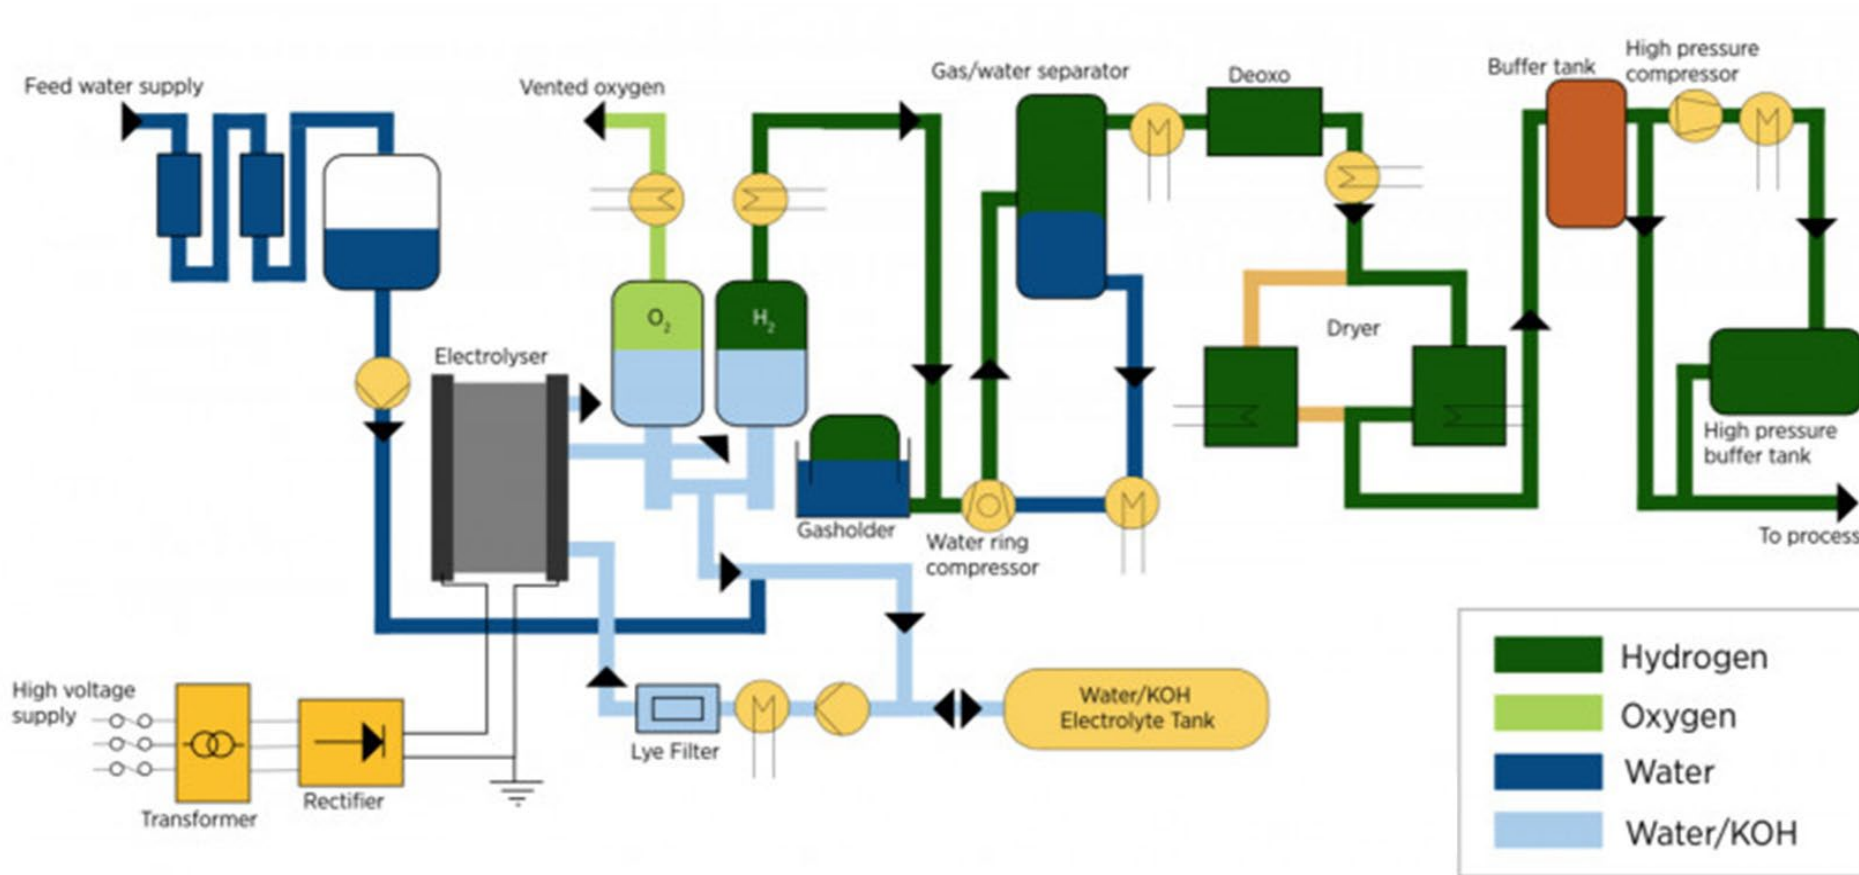 Feed water supply
Vented oxygen
Gas/water separator
Deoxo
Buffer tank
High pressure
compressor
O2
H2
Electrolyser
Dryer
Gasholder
Water ring
compressor
High pressure
buffer tank
To process
High voltage
supply
Transformer
Rectifier
Lye Filter
Water/KOH
Electrolyte Tank
Hydrogen
Oxygen
Water
Water/KOH